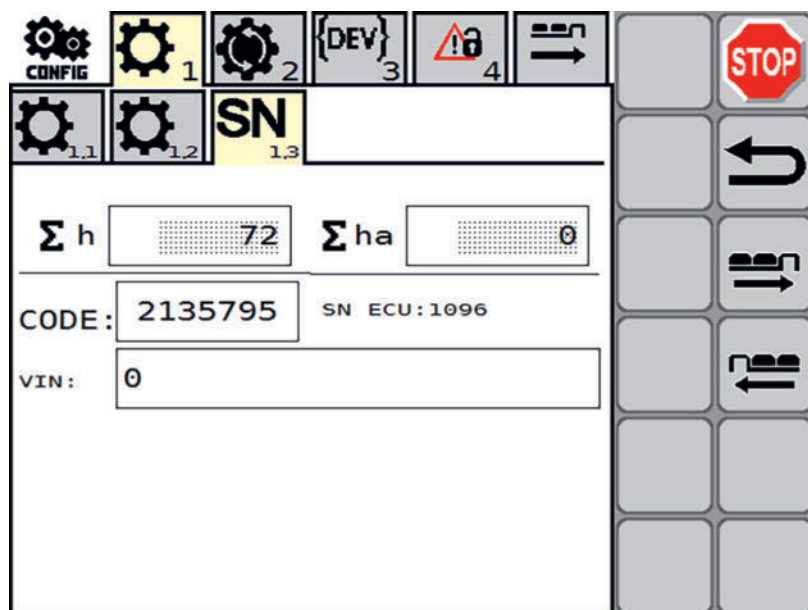 CONFIG
1
2
{DEV}
3
4
STOP
1.1
1.2
SN
1.3
Σ h
72
Σ ha
0
CODE:
2135795
SN ECU:1096
VIN:
0